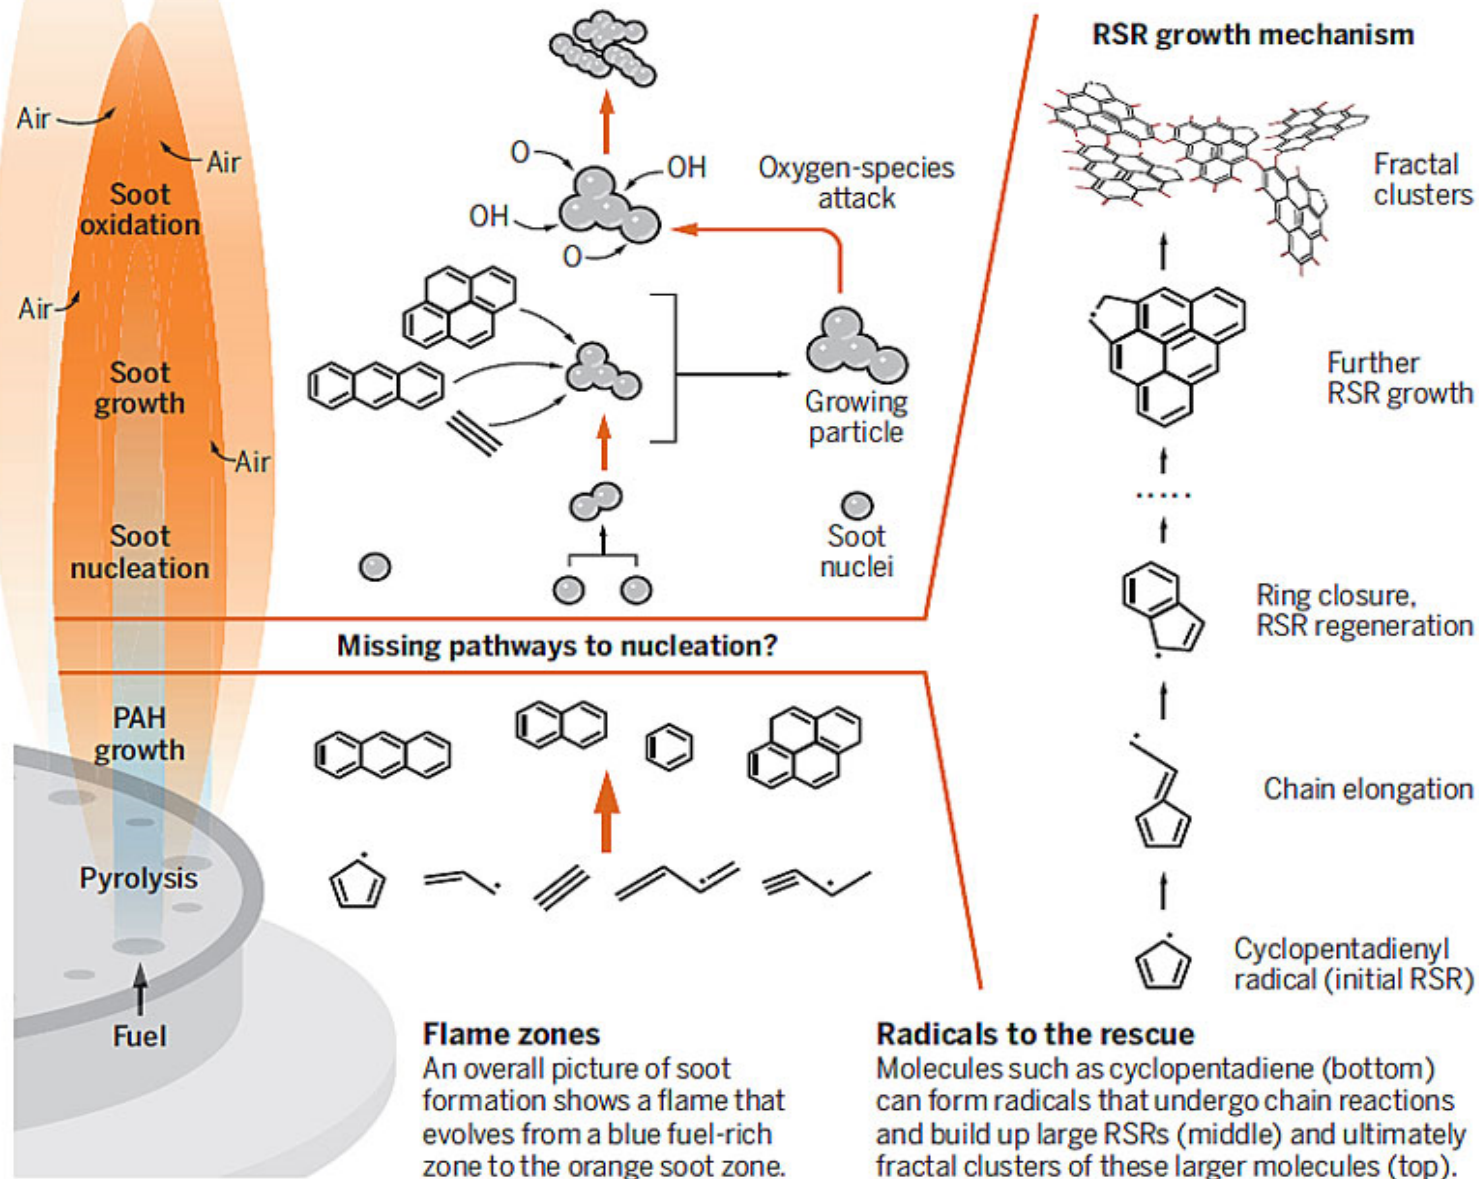 Air
Air
Soot
oxidation
Air
Soot
growth
Air
Soot
nucleation
PAH
growth
Pyrolysis
Fuel
O
OH
OH
O
Oxygen-species
attack
Growing
particle
Soot
nuclei
Missing pathways to nucleation?
RSR growth mechanism
Fractal
clusters
Further
RSR growth
Ring closure,
RSR regeneration
Chain elongation
Cyclopentadienyl
radical (initial RSR)
Flame zones
An overall picture of soot
formation shows a flame that
evolves from a blue fuel-rich
zone to the orange soot zone.
Radicals to the rescue
Molecules such as cyclopentadiene (bottom)
can form radicals that undergo chain reactions
and build up large RSRs (middle) and ultimately
fractal clusters of these larger molecules (top).